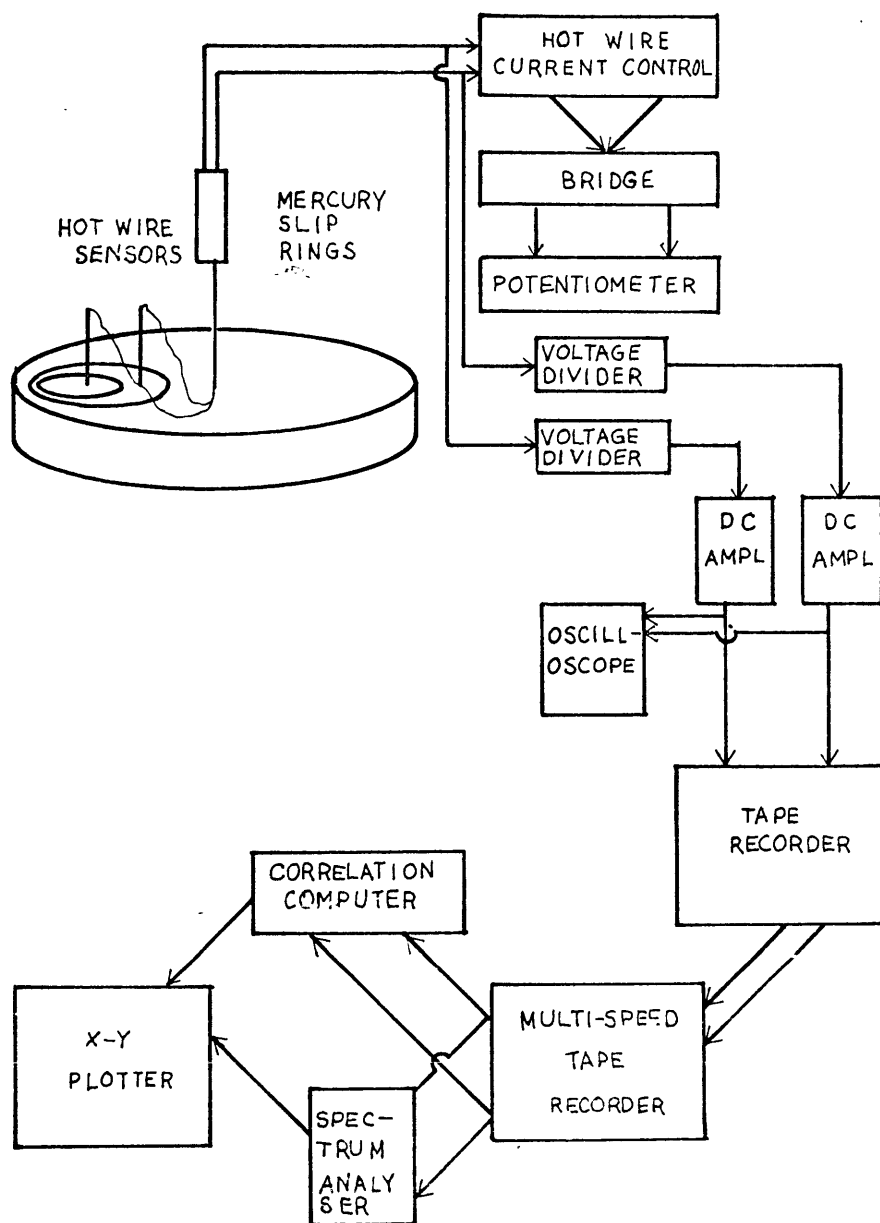 HOT WIRE
CURRENT CONTROL
BRIDGE
POTENTIOMETER
MERCURY
SLIP
RINGS
HOT WIRE
SENSORS
VOLTAGE
DIVIDER
VOLTAGE
DIVIDER
DC
AMPL
DC
AMPL
OSCILL-
OSCOPE
TAPE
RECORDER
CORRELATION
COMPUTER
MULTI-SPEED
TAPE
RECORDER
X-Y
PLOTTER
SPEC-
TRUM
ANALY
SER